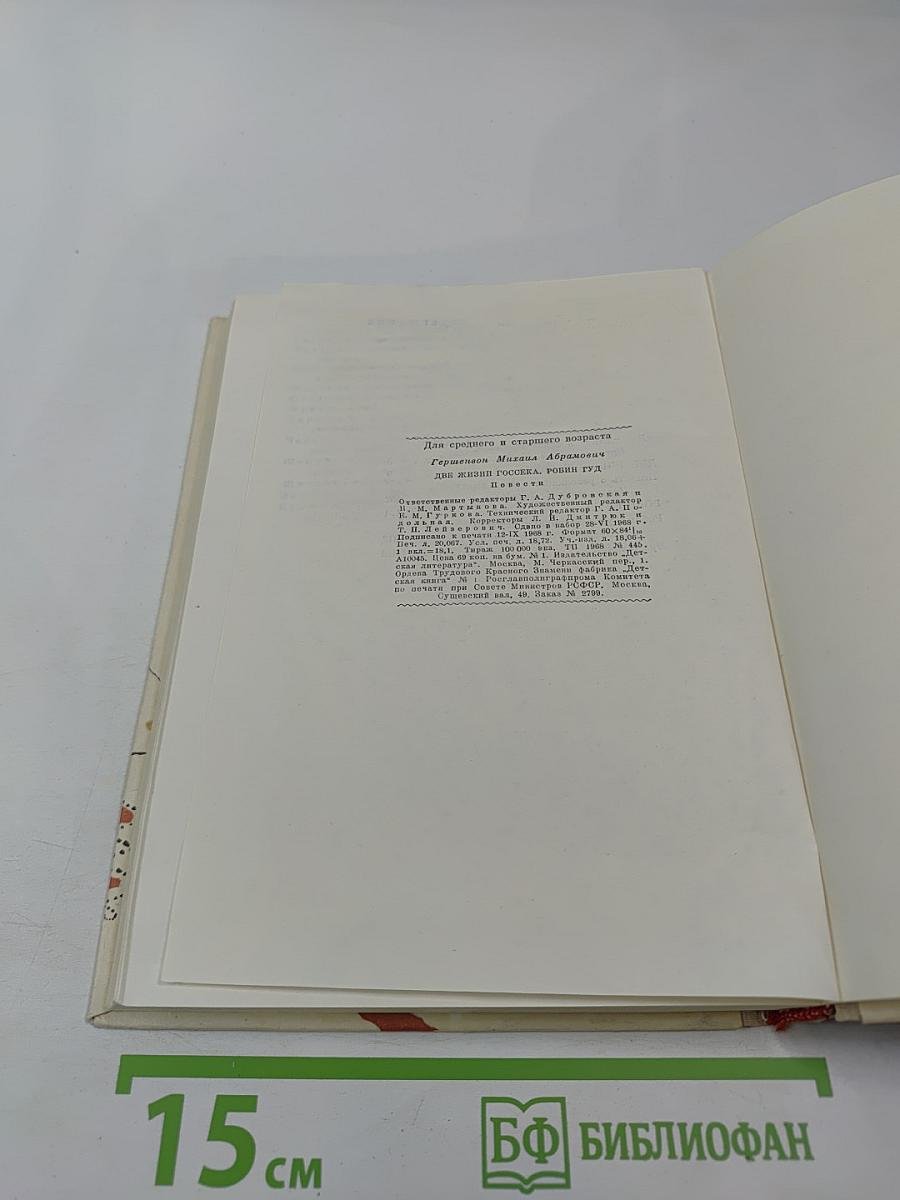 Для среднего и старшего возраста
Гершензон Михаил Абрамович
ДВЕ ЖИЗНИ ГОССЕКА. РОБИН ГУД
Повести
Ответственные редакторы Г. А. Дубровская и
Н. М. Мартынова. Художественный редактор
Е. М. Гуркова. Технический редактор Г. А. По-
дольная. Корректоры Л. И. Дмитрюк и
Т. П. Лейзерович. Сдано в набор 28-VI 1968 г.
Подписано к печати 12-IX 1968 г. Формат 60×84¹/₁₆
Печ. л. 20,067. Усл. печ. л. 18,72. Уч.-изд. л. 18,06+
1 вкл.=18,1. Тираж 100 000 экз. ТП 1968 № 445.
А10045. Цена 69 коп. на бум. № 1. Издательство „Дет-
ская литература“. Москва, М. Черкасский пер., 1.
Ордена Трудового Красного Знамени фабрика „Дет-
ская книга“ № 1 Росглавполиграфпрома Комитета
по печати при Совете Министров РСФСР. Москва,
Сущевский вал, 49. Заказ № 2799.
15 см
БФ БИБЛИОФАН